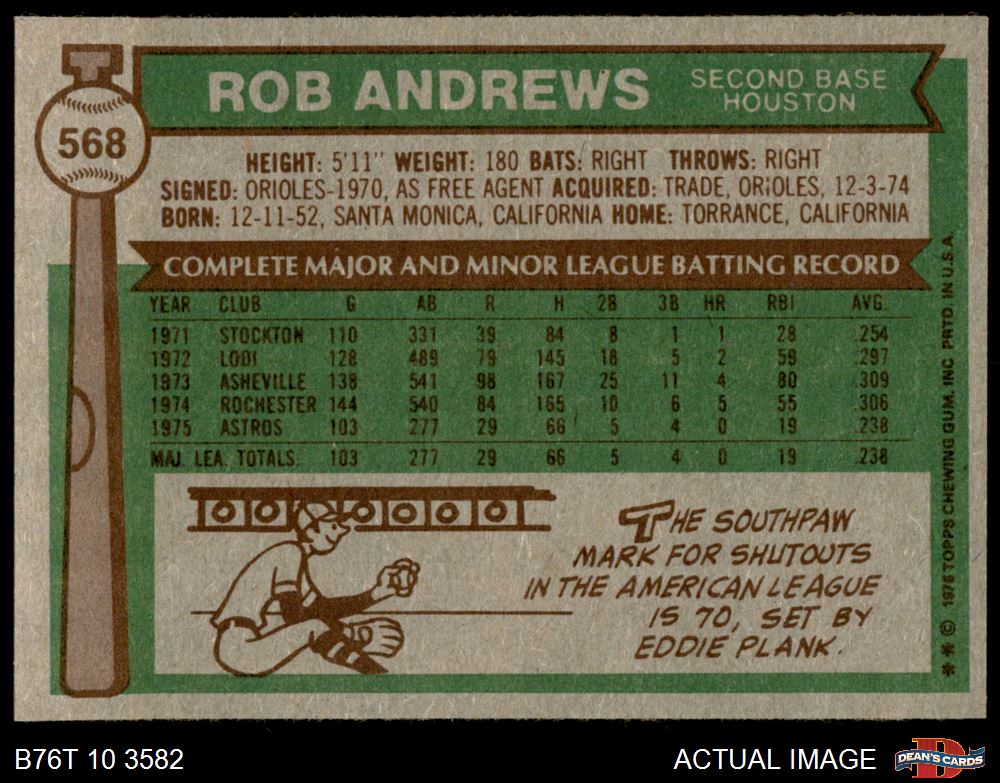 ROB ANDREWS
SECOND BASE
HOUSTON
568
HEIGHT: 5'11" WEIGHT: 180 BATS: RIGHT THROWS: RIGHT
SIGNED: ORIOLES-1970, AS FREE AGENT ACQUIRED: TRADE, ORIOLES, 12-3-74
BORN: 12-11-52, SANTA MONICA, CALIFORNIA HOME: TORRANCE, CALIFORNIA
COMPLETE MAJOR AND MINOR LEAGUE BATTING RECORD
YEAR CLUB G AB R H 2B 3B HR RBI AVG.
1971 STOCKTON 110 331 39 84 8 1 1 28 .254
1972 LODI 128 489 79 145 18 5 2 59 .297
1973 ASHEVILLE 138 541 98 167 25 11 4 80 .309
1974 ROCHESTER 144 540 84 165 10 6 5 55 .306
1975 ASTROS 103 277 29 66 5 4 0 19 .238
MAJ. LEA. TOTALS. 103 277 29 66 5 4 0 19 .238
THE SOUTHPAW
MARK FOR SHUTOUTS
IN THE AMERICAN LEAGUE
IS 70, SET BY
EDDIE PLANK.
** © 1976 TOPPS CHEWING GUM, INC. PRTD. IN U.S.A.
B76T 10 3582
ACTUAL IMAGE
D
DEAN'S CARDS